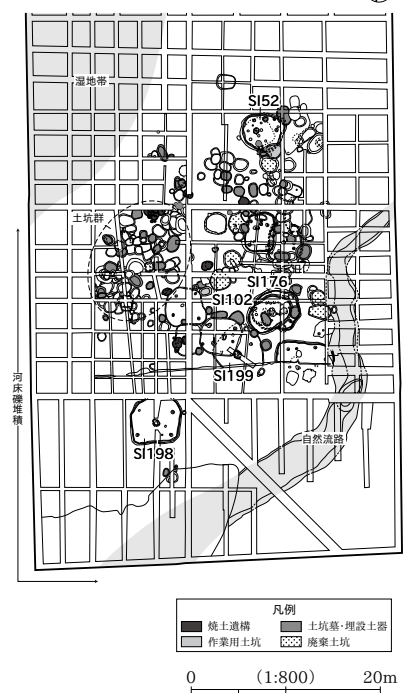 湿地帯
SI52
土坑群
SI176
SI102
河床礫堆積
SI199
自然流路
SI198
凡例
焼土遺構
土坑墓・埋設土器
作業用土坑
廃棄土坑
0 (1:800) 20m